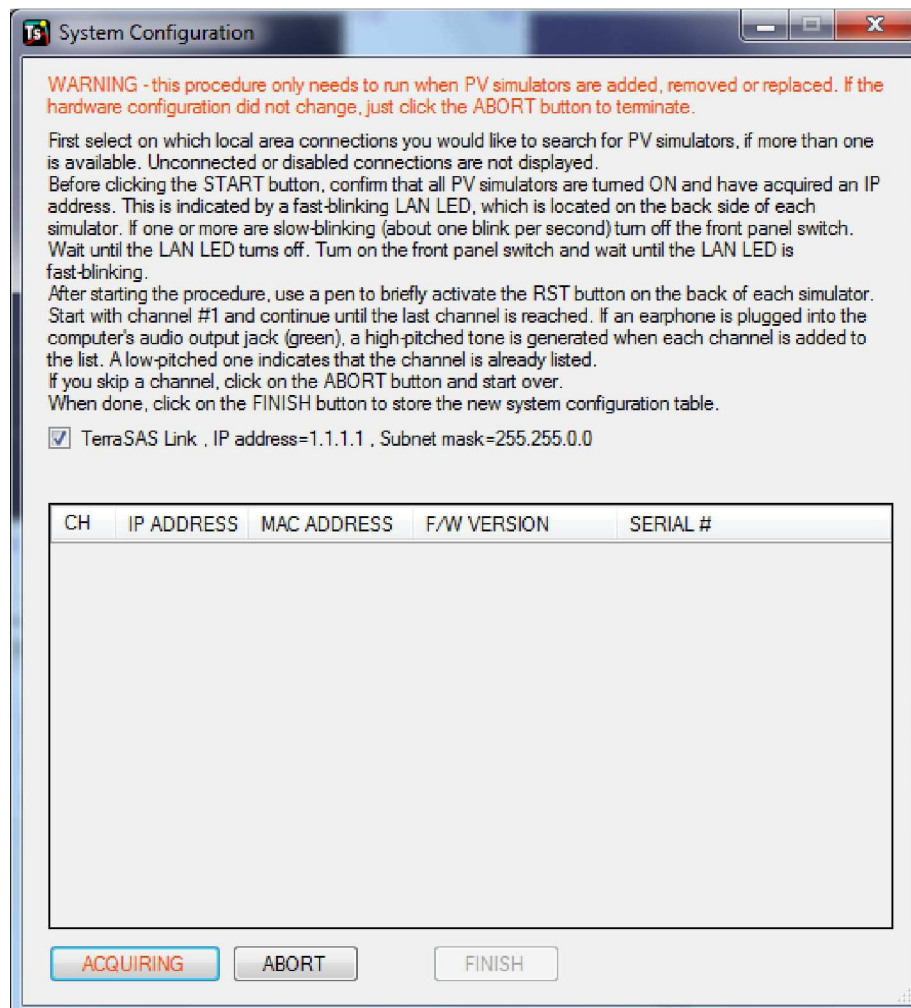 Ts System Configuration
WARNING - this procedure only needs to run when PV simulators are added, removed or replaced. If the
hardware configuration did not change, just click the ABORT button to terminate.
First select on which local area connections you would like to search for PV simulators, if more than one
is available. Unconnected or disabled connections are not displayed.
Before clicking the START button, confirm that all PV simulators are turned ON and have acquired an IP
address. This is indicated by a fast-blinking LAN LED, which is located on the back side of each
simulator. If one or more are slow-blinking (about one blink per second) turn off the front panel switch.
Wait until the LAN LED turns off. Turn on the front panel switch and wait until the LAN LED is
fast-blinking.
After starting the procedure, use a pen to briefly activate the RST button on the back of each simulator.
Start with channel #1 and continue until the last channel is reached. If an earphone is plugged into the
computer's audio output jack (green), a high-pitched tone is generated when each channel is added to
the list. A low-pitched one indicates that the channel is already listed.
If you skip a channel, click on the ABORT button and start over.
When done, click on the FINISH button to store the new system configuration table.
TerraSAS Link , IP address=1.1.1.1 , Subnet mask=255.255.0.0
CH IP ADDRESS MAC ADDRESS F/W VERSION SERIAL #
ACQUIRING ABORT FINISH